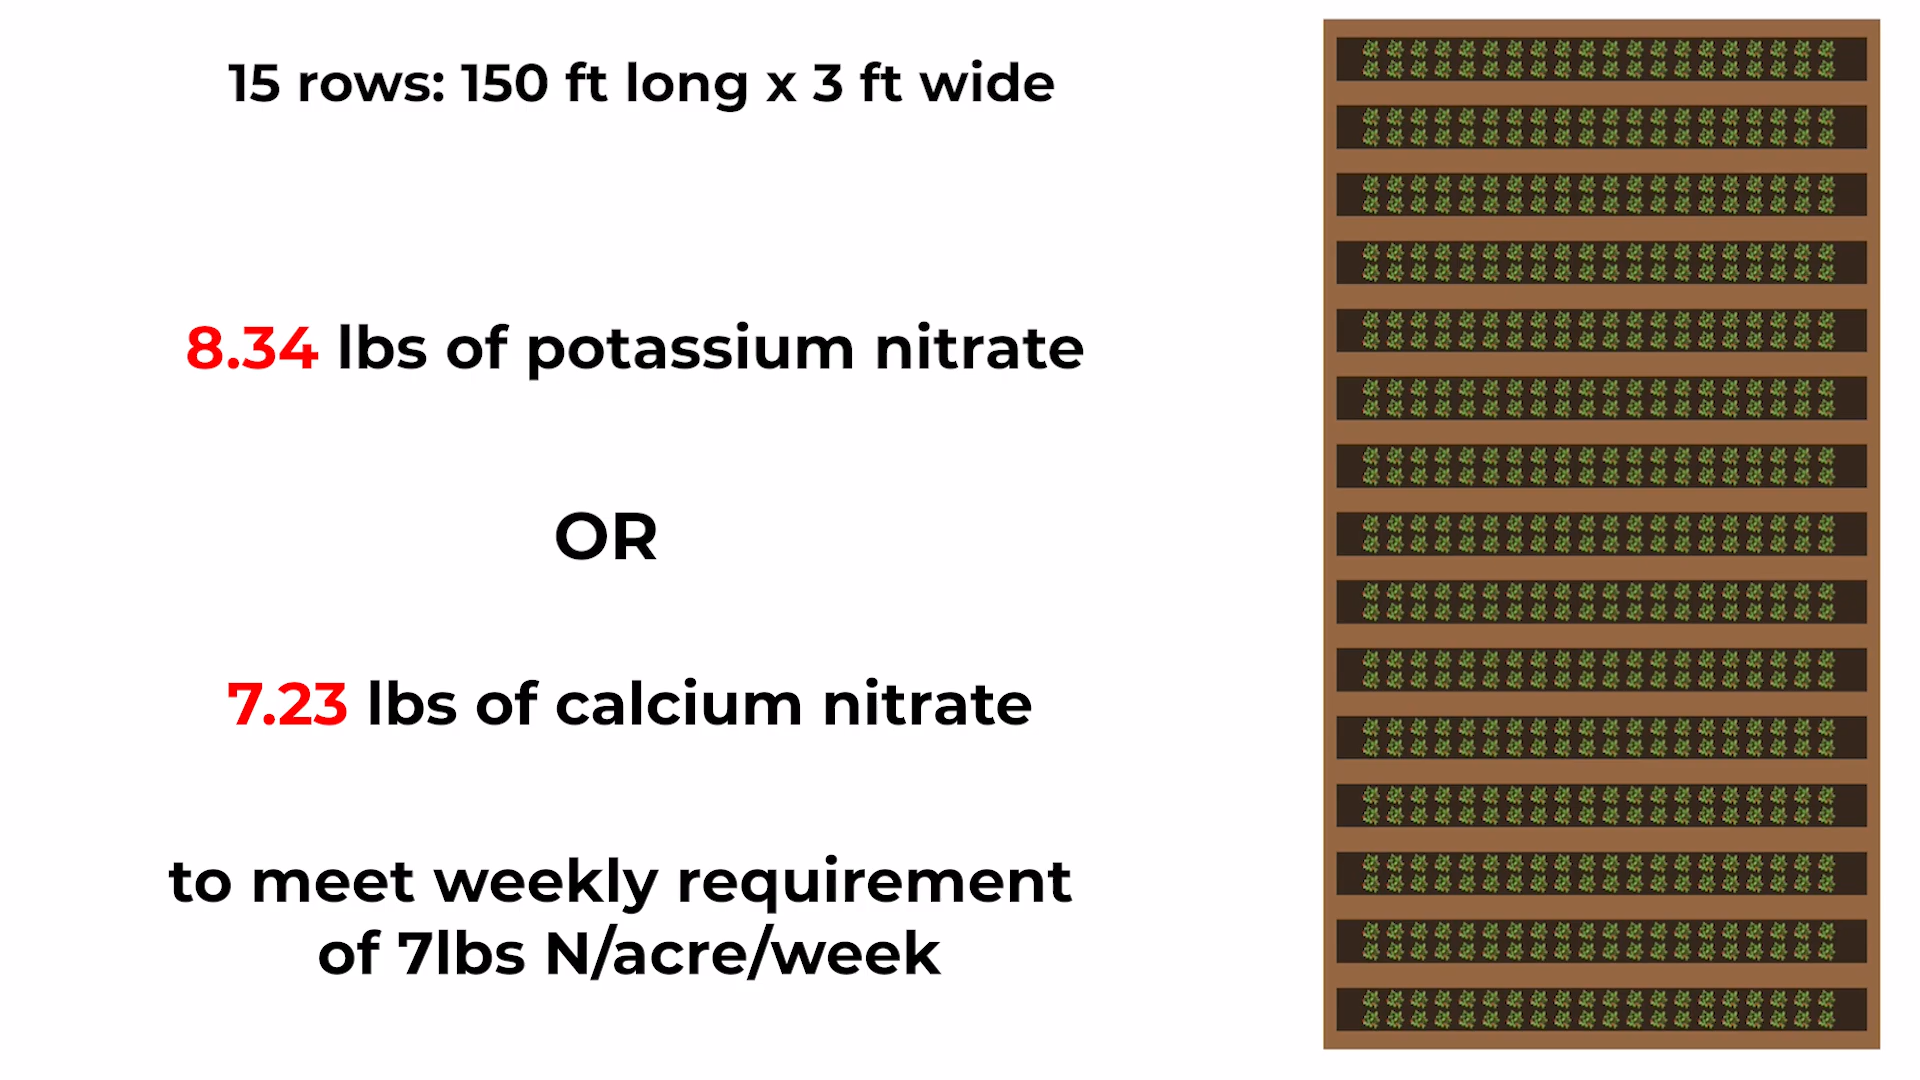 15 rows: 150 ft long x 3 ft wide
8.34 lbs of potassium nitrate
OR
7.23 lbs of calcium nitrate
to meet weekly requirement
of 7lbs N/acre/week